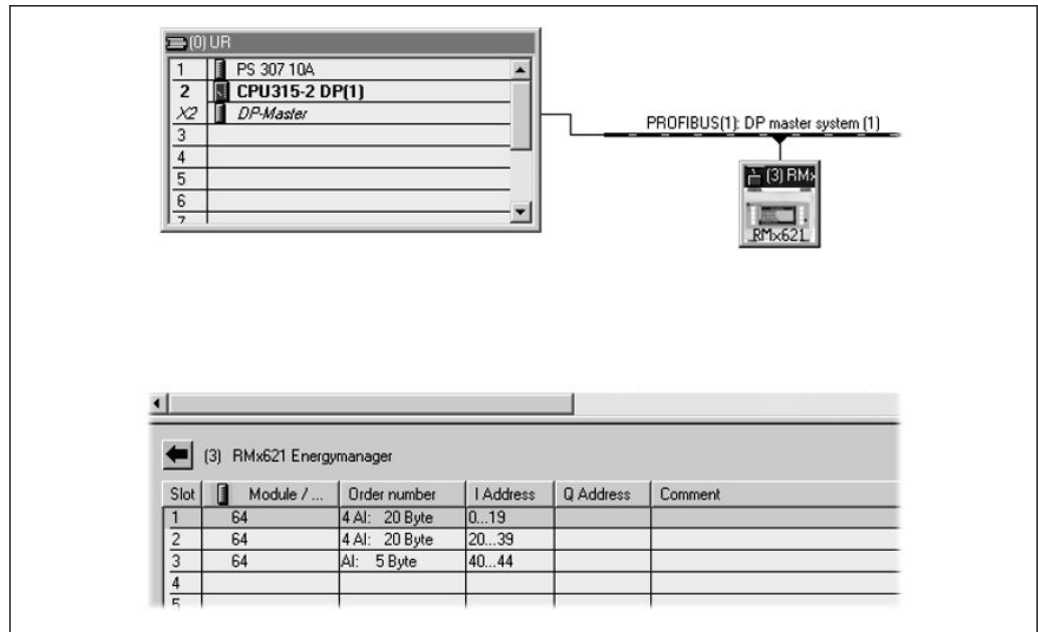 (0) UR
1 PS 307 10A
2 CPU315-2 DP(1)
X2 DP-Master
3
4
5
6
7
PROFIBUS(1): DP master system (1)
(3) RMx
RMx621
(3) RMx621 Energymanager
Slot Module / ... Order number I Address Q Address Comment
1 64 4 AI: 20 Byte 0...19
2 64 4 AI: 20 Byte 20...39
3 64 AI: 5 Byte 40...44
4
5